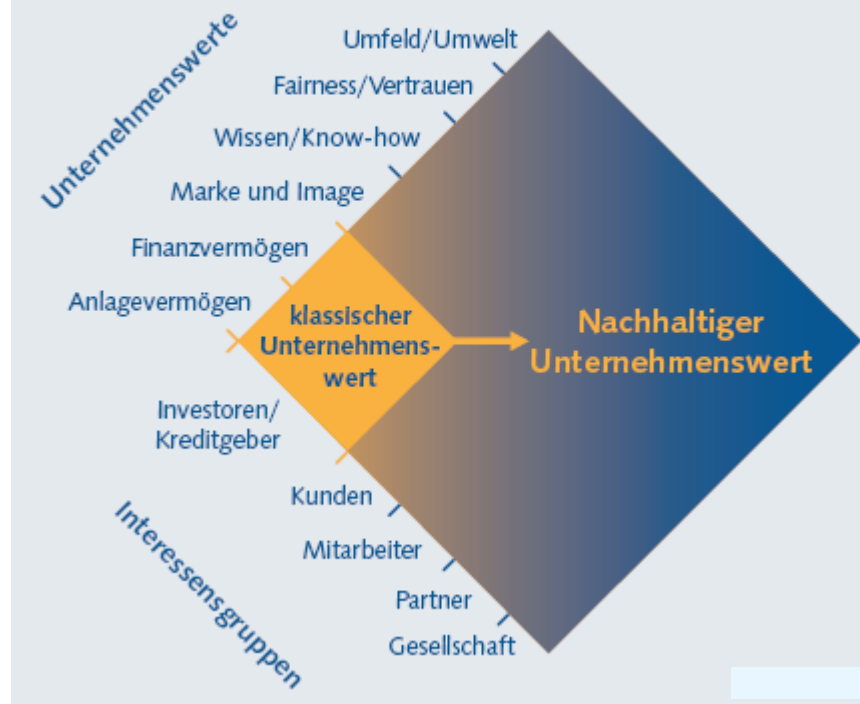 Unternehmenswerte
Umfeld/Umwelt
Fairness/Vertrauen
Wissen/Know-how
Marke und Image
Finanzvermögen
Anlagevermögen
klassischer
Unternehmens-
wert
Nachhaltiger
Unternehmenswert
Investoren/
Kreditgeber
Kunden
Mitarbeiter
Partner
Gesellschaft
Interessensgruppen